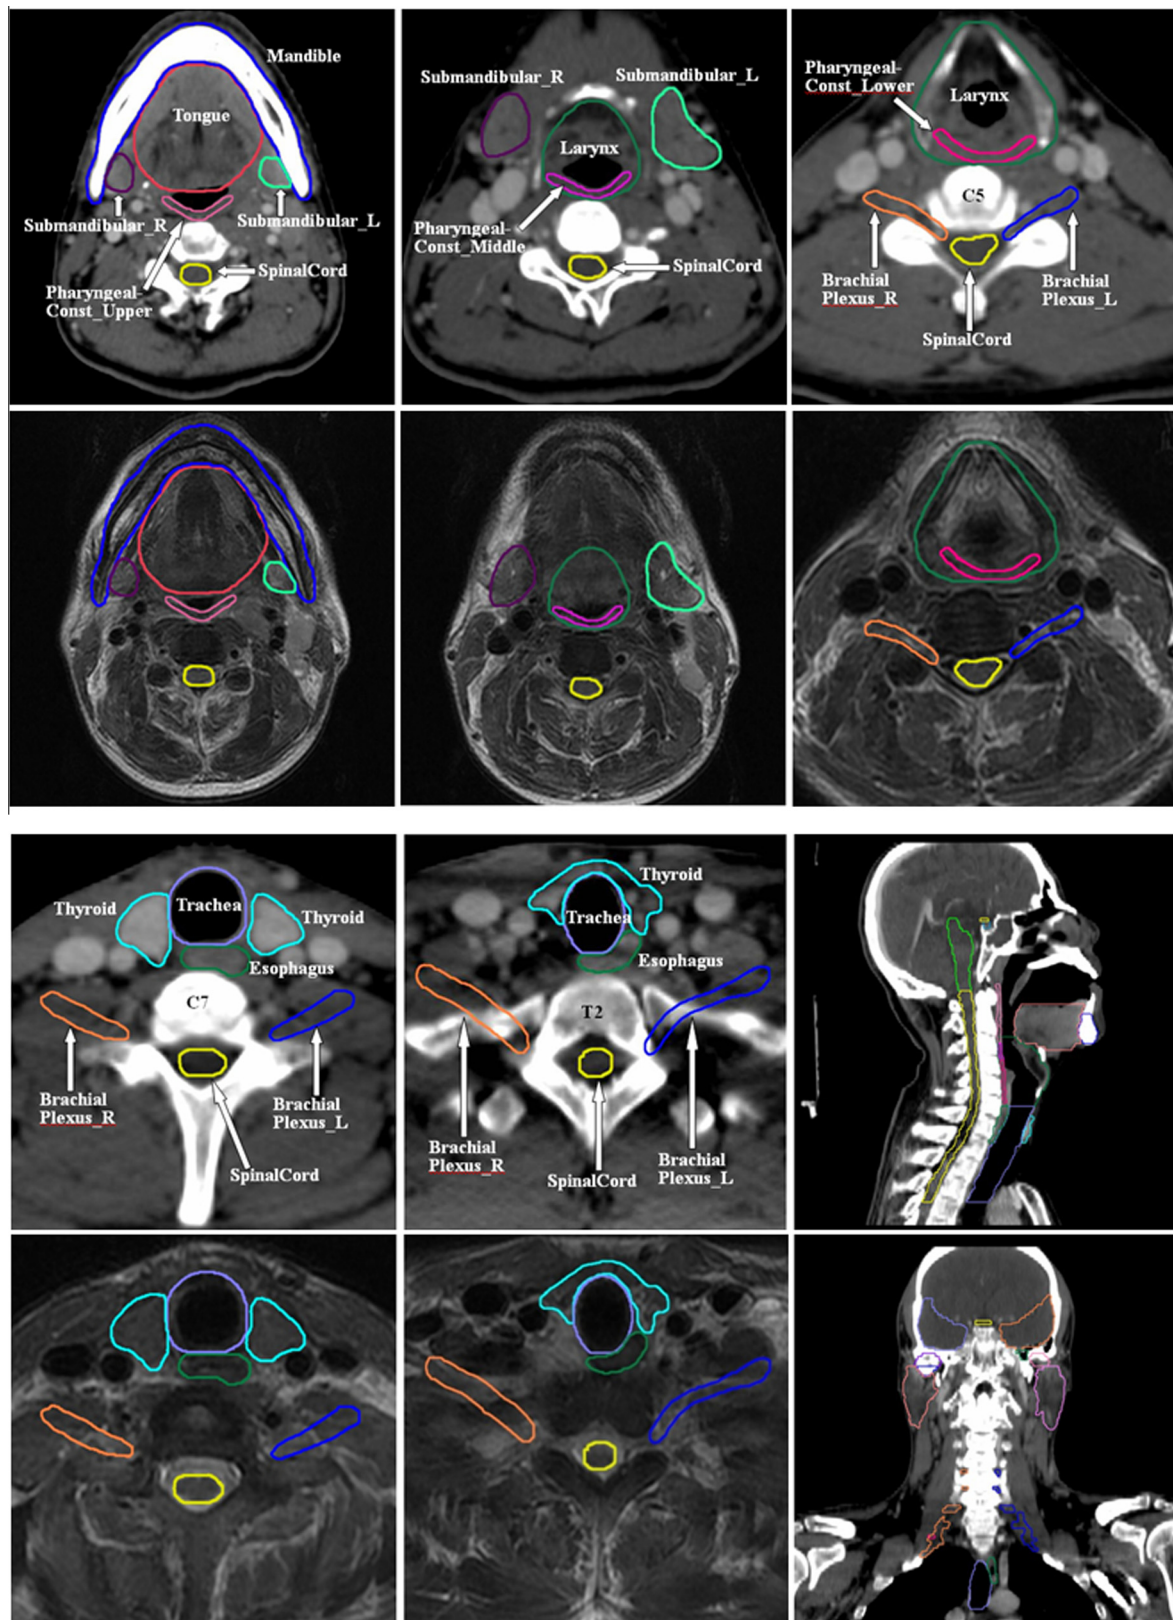 Mandible
Tongue
Submandibular_R
Submandibular_L
SpinalCord
Pharyngeal-
Const_Upper
Submandibular_R
Submandibular_L
Larynx
Pharyngeal-
Const_Middle
SpinalCord
Pharyngeal-
Const_Lower
Larynx
C5
Brachial
Plexus_R
Brachial
Plexus_L
SpinalCord
Thyroid
Trachea
Thyroid
Esophagus
C7
Brachial
Plexus_R
Brachial
Plexus_L
SpinalCord
Thyroid
Trachea
Esophagus
T2
Brachial
Plexus_R
Brachial
Plexus_L
SpinalCord